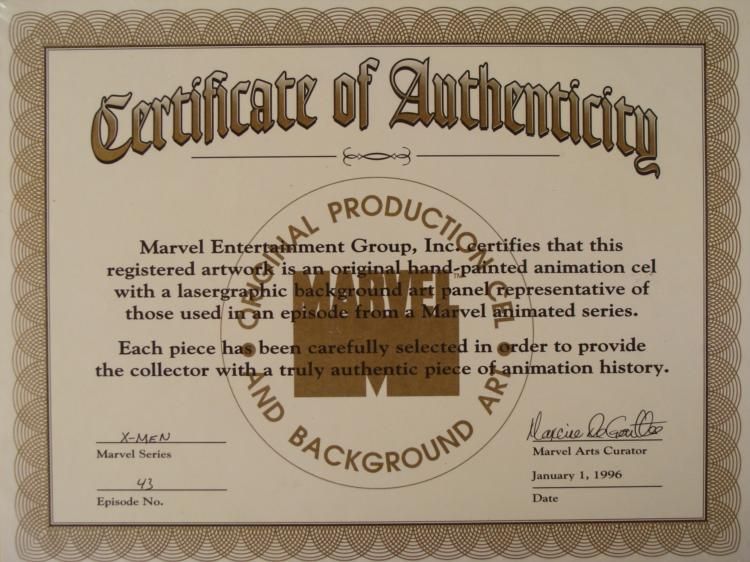 Certificate of Authenticity
ORIGINAL PRODUCTION CEL
MARVEL™
Marvel Entertainment Group, Inc. certifies that this
registered artwork is an original hand-painted animation cel
with a lasergraphic background art panel representative of
those used in an episode from a Marvel animated series.
Each piece has been carefully selected in order to provide
the collector with a truly authentic piece of animation history.
M
• AND BACKGROUND ART •
X-MEN
Marvel Series
Marvel Arts Curator
43
Episode No.
January 1, 1996
Date